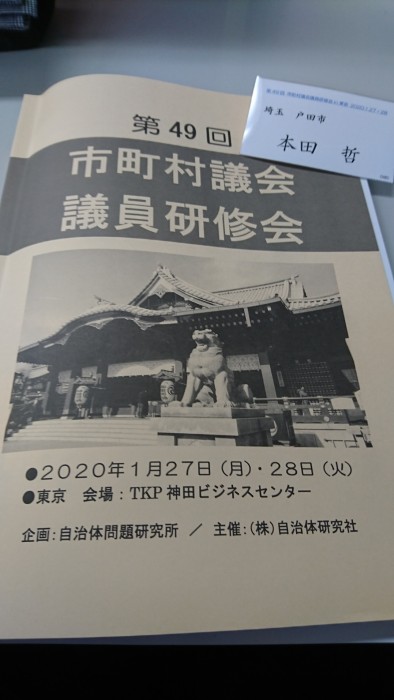 第49回
市町村議会
議員研修会
埼玉 戸田市
本田 哲
●2020年1月27日(月)・28日(火)
●東京 会場:TKP神田ビジネスセンター
企画:自治体問題研究所 / 主催:(株)自治体研究社